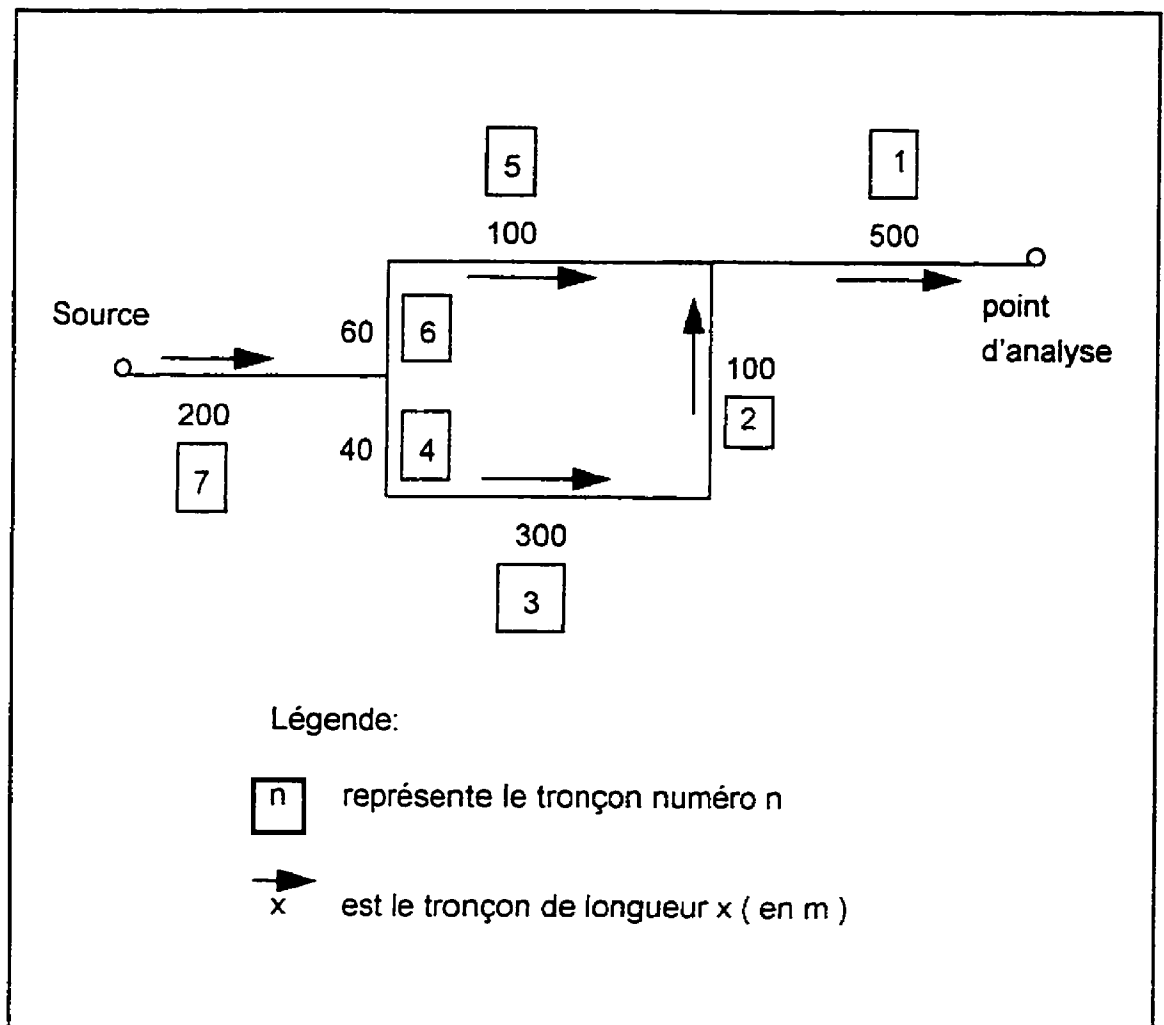 5
1
100
500
Source
60
6
point
d'analyse
100
2
200
7
40
4
300
3
Légende:
n représente le tronçon numéro n
x est le tronçon de longueur x ( en m )